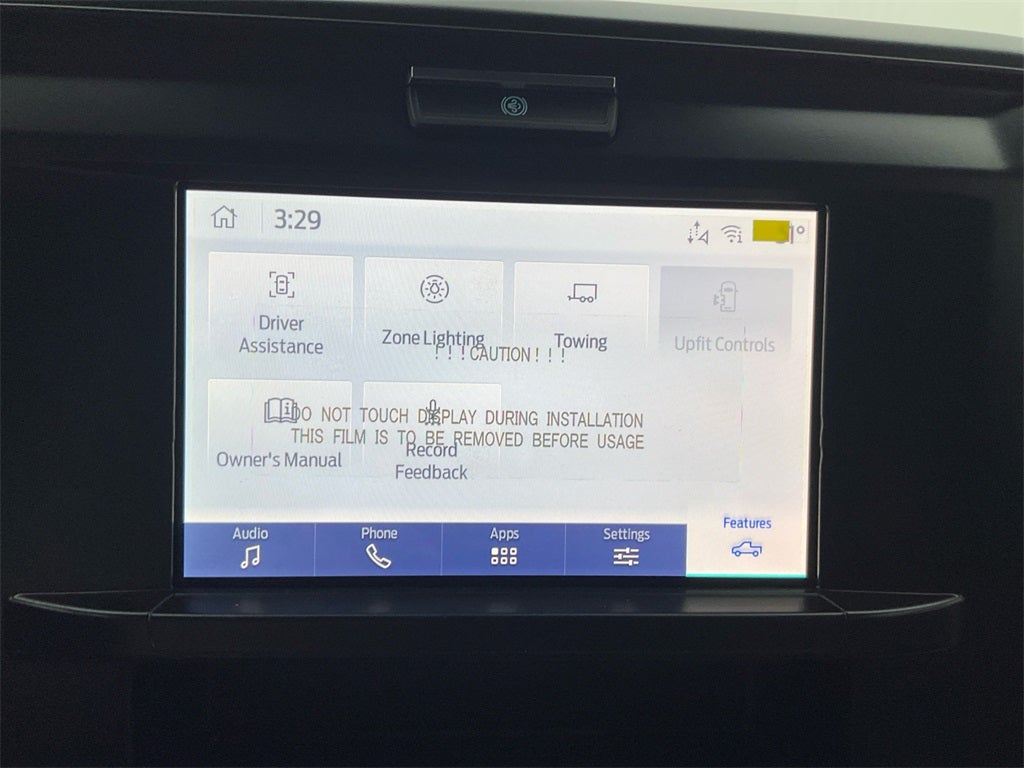 3:29
Driver
Assistance
Zone Lighting
Towing
Upfit Controls
! ! ! CAUTION ! ! !
DO NOT TOUCH DISPLAY DURING INSTALLATION
THIS FILM IS TO BE REMOVED BEFORE USAGE
Owner's Manual
Record
Feedback
Audio
Phone
Apps
Settings
Features